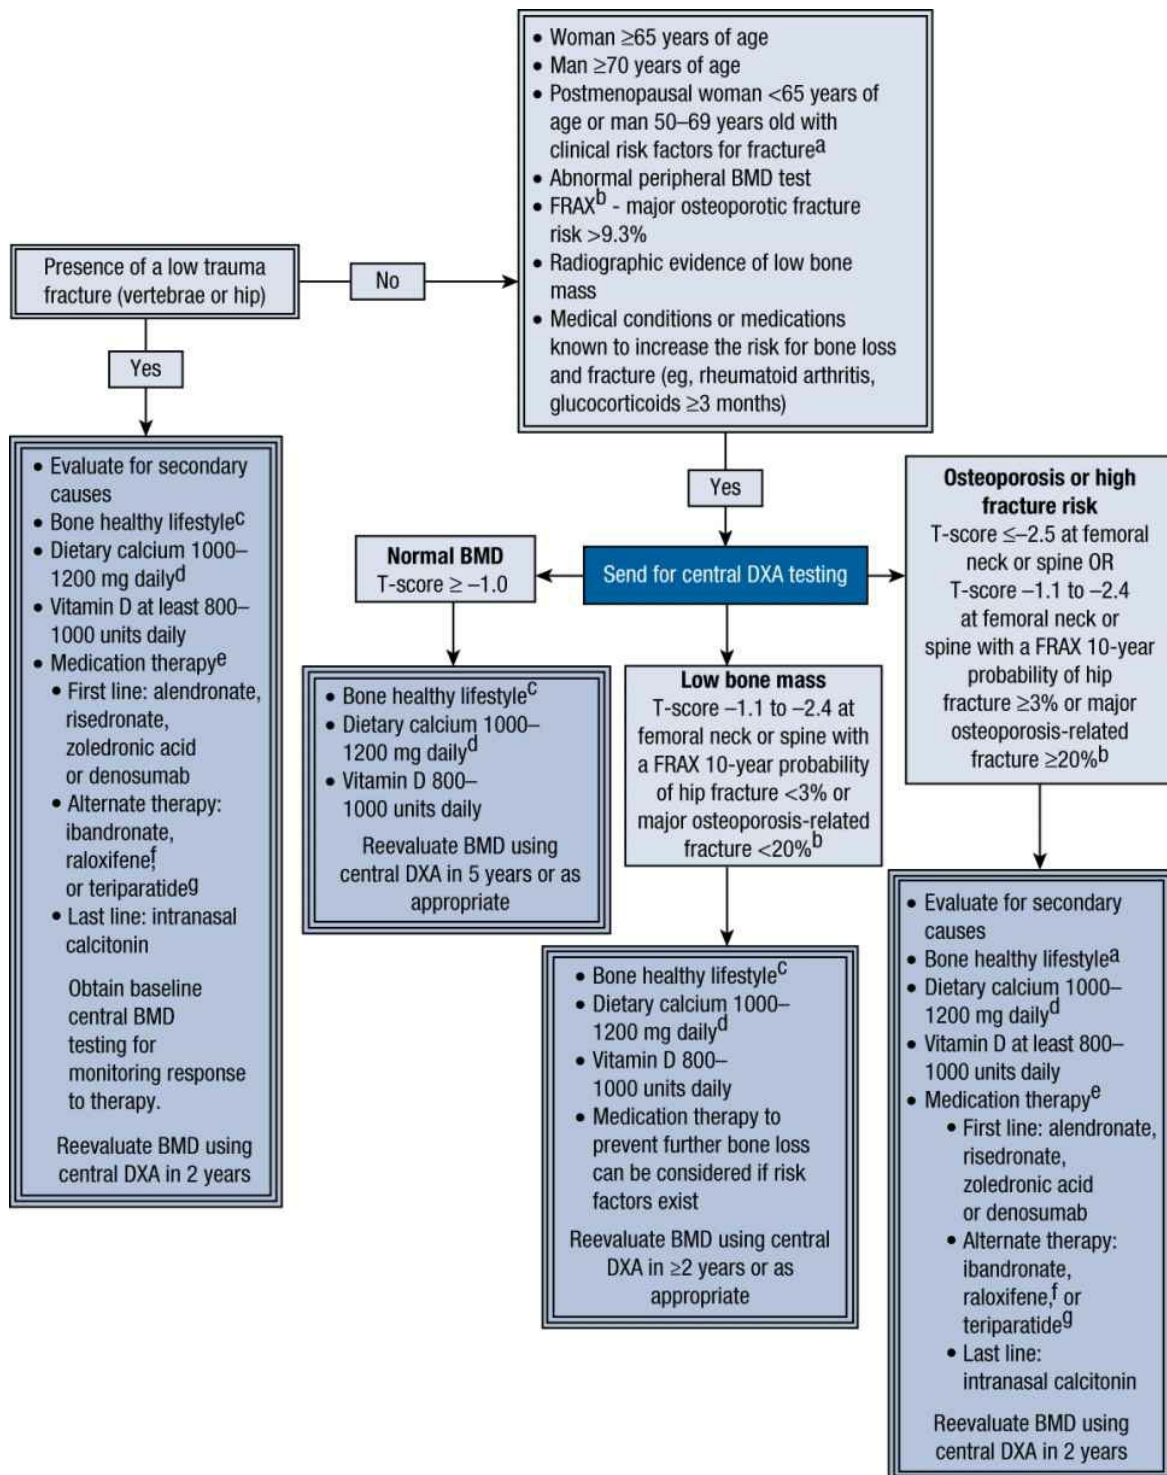 • Woman ≥65 years of age
• Man ≥70 years of age
• Postmenopausal woman <65 years of
age or man 50–69 years old with
clinical risk factors for fractureᵃ
• Abnormal peripheral BMD test
• FRAXᵇ - major osteoporotic fracture
risk >9.3%
• Radiographic evidence of low bone
mass
• Medical conditions or medications
known to increase the risk for bone loss
and fracture (eg, rheumatoid arthritis,
glucocorticoids ≥3 months)
Presence of a low trauma
fracture (vertebrae or hip)
No
Yes
Yes
• Evaluate for secondary
causes
• Bone healthy lifestyleᶜ
• Dietary calcium 1000–
1200 mg dailyᵈ
• Vitamin D at least 800–
1000 units daily
• Medication therapyᵉ
• First line: alendronate,
risedronate,
zoledronic acid
or denosumab
• Alternate therapy:
ibandronate,
raloxifene,ᶠ
or teriparatideᵍ
• Last line: intranasal
calcitonin
Obtain baseline
central BMD
testing for
monitoring response
to therapy.
Reevaluate BMD using
central DXA in 2 years
Send for central DXA testing
Normal BMD
T-score ≥ –1.0
• Bone healthy lifestyleᶜ
• Dietary calcium 1000–
1200 mg dailyᵈ
• Vitamin D 800–
1000 units daily
Reevaluate BMD using
central DXA in 5 years or as
appropriate
Low bone mass
T-score –1.1 to –2.4 at
femoral neck or spine with
a FRAX 10-year probability
of hip fracture <3% or
major osteoporosis-related
fracture <20%ᵇ
• Bone healthy lifestyleᶜ
• Dietary calcium 1000–
1200 mg dailyᵈ
• Vitamin D 800–
1000 units daily
• Medication therapy to
prevent further bone loss
can be considered if risk
factors exist
Reevaluate BMD using central
DXA in ≥2 years or as
appropriate
Osteoporosis or high
fracture risk
T-score ≤–2.5 at femoral
neck or spine OR
T-score –1.1 to –2.4
at femoral neck or
spine with a FRAX 10-year
probability of hip
fracture ≥3% or major
osteoporosis-related
fracture ≥20%ᵇ
• Evaluate for secondary
causes
• Bone healthy lifestyleᵃ
• Dietary calcium 1000–
1200 mg dailyᵈ
• Vitamin D at least 800–
1000 units daily
• Medication therapyᵉ
• First line: alendronate,
risedronate,
zoledronic acid
or denosumab
• Alternate therapy:
ibandronate,
raloxifene,ᶠ or
teriparatideᵍ
• Last line:
intranasal calcitonin
Reevaluate BMD using
central DXA in 2 years